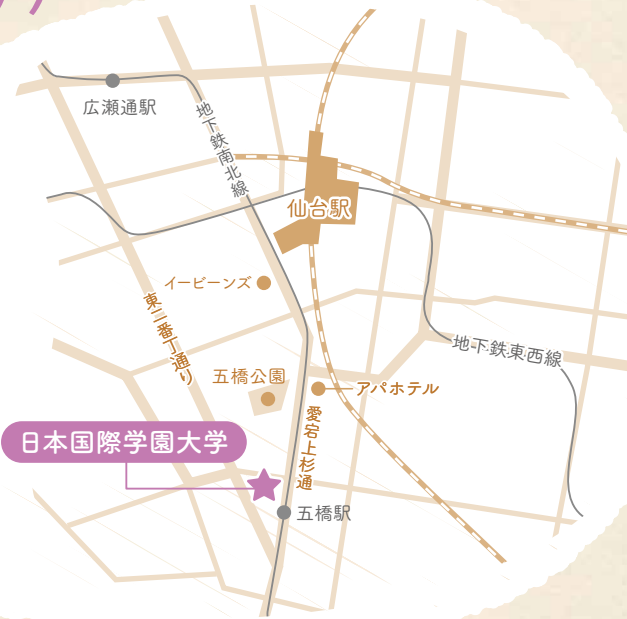 広瀬通駅
地下鉄南北線
仙台駅
イービーンズ
東二番丁通り
地下鉄東西線
五橋公園
アパホテル
愛宕上杉通
日本国際学園大学
五橋駅